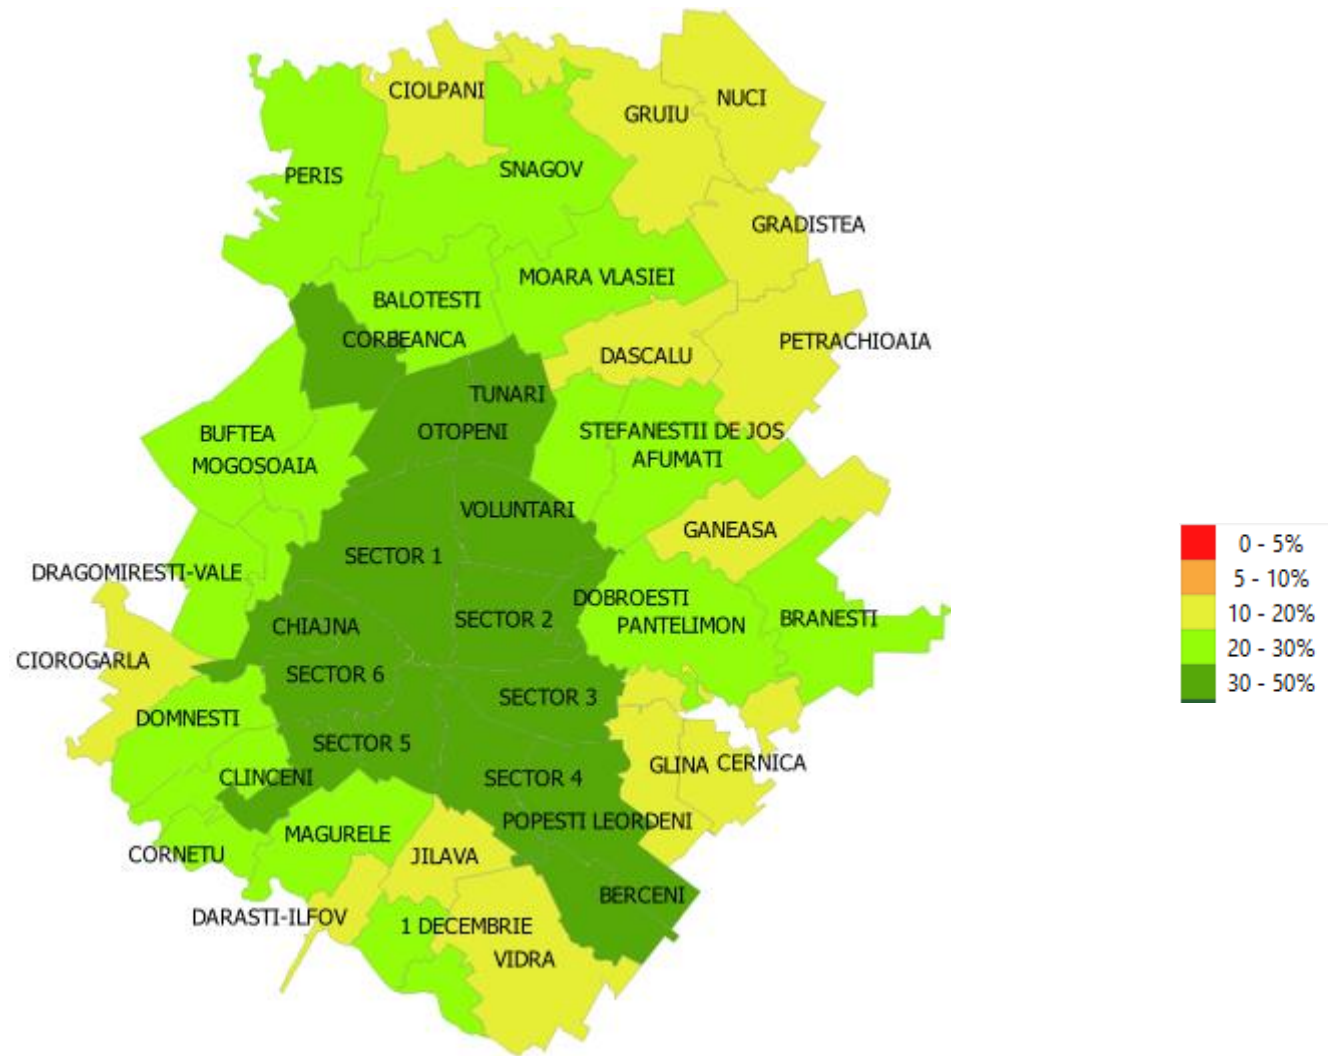 CIOLPANI
NUCI
GRUIU
SNAGOV
PERIS
GRADISTEA
MOARA VLASIEI
BALOTESTI
CORBEANCA
PETRACHIOAIA
DASCALU
TUNARI
OTOPENI
STEFANESTII DE JOS
BUFTEA
AFUMATI
MOGOSOAIA
VOLUNTARI
GANEASA
SECTOR 1
DRAGOMIRESTI-VALE
DOBROESTI
SECTOR 2
BRANESTI
CHIAJNA
PANTELIMON
CIOROGARLA
SECTOR 6
SECTOR 3
DOMNESTI
SECTOR 5
GLINA
CERNICA
CLINCENI
SECTOR 4
POPESTI LEORDENI
MAGURELE
CORNETU
JILAVA
BERCENI
DARASTI-ILFOV
1 DECEMBRIE
VIDRA
0 - 5%
5 - 10%
10 - 20%
20 - 30%
30 - 50%